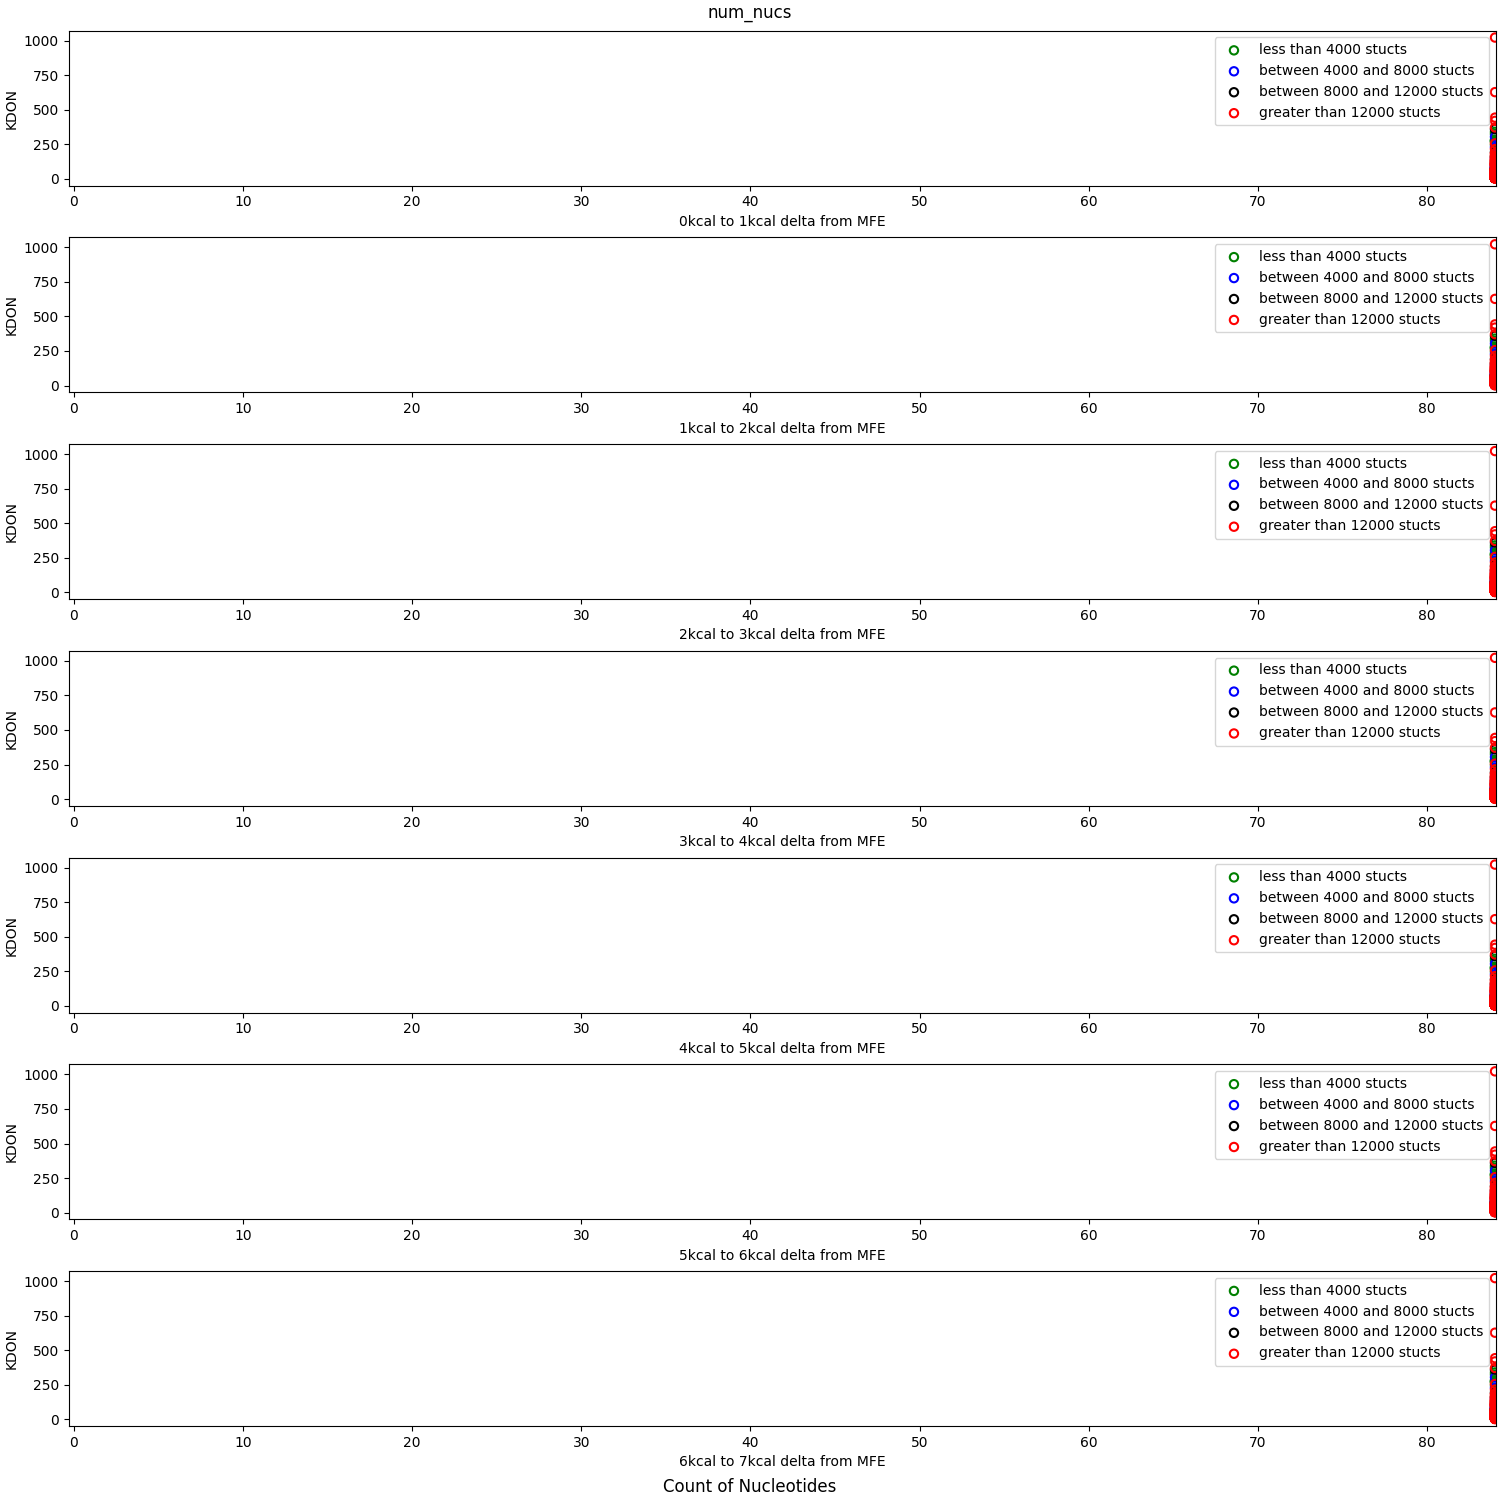 num_nucs
1000
750
500
250
0
KDON
less than 4000 stucts
between 4000 and 8000 stucts
between 8000 and 12000 stucts
greater than 12000 stucts
0 10 20 30 40 50 60 70 80
0kcal to 1kcal delta from MFE
1000
750
500
250
0
KDON
less than 4000 stucts
between 4000 and 8000 stucts
between 8000 and 12000 stucts
greater than 12000 stucts
0 10 20 30 40 50 60 70 80
1kcal to 2kcal delta from MFE
1000
750
500
250
0
KDON
less than 4000 stucts
between 4000 and 8000 stucts
between 8000 and 12000 stucts
greater than 12000 stucts
0 10 20 30 40 50 60 70 80
2kcal to 3kcal delta from MFE
1000
750
500
250
0
KDON
less than 4000 stucts
between 4000 and 8000 stucts
between 8000 and 12000 stucts
greater than 12000 stucts
0 10 20 30 40 50 60 70 80
3kcal to 4kcal delta from MFE
1000
750
500
250
0
KDON
less than 4000 stucts
between 4000 and 8000 stucts
between 8000 and 12000 stucts
greater than 12000 stucts
0 10 20 30 40 50 60 70 80
4kcal to 5kcal delta from MFE
1000
750
500
250
0
KDON
less than 4000 stucts
between 4000 and 8000 stucts
between 8000 and 12000 stucts
greater than 12000 stucts
0 10 20 30 40 50 60 70 80
5kcal to 6kcal delta from MFE
1000
750
500
250
0
KDON
less than 4000 stucts
between 4000 and 8000 stucts
between 8000 and 12000 stucts
greater than 12000 stucts
0 10 20 30 40 50 60 70 80
6kcal to 7kcal delta from MFE
Count of Nucleotides